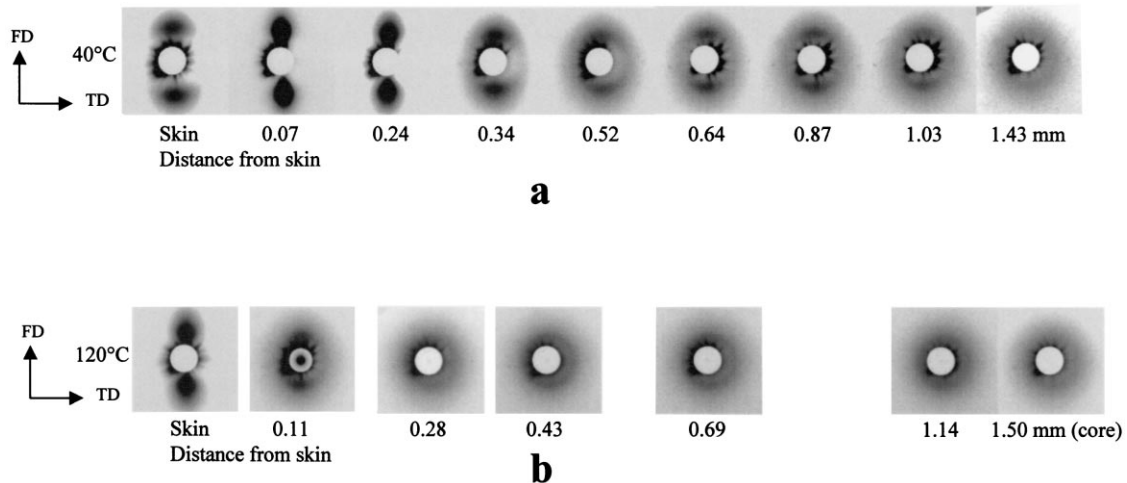 FD
40°C
TD
Skin 0.07 0.24 0.34 0.52 0.64 0.87 1.03 1.43 mm
Distance from skin
a
FD
120°C
TD
Skin 0.11 0.28 0.43 0.69 1.14 1.50 mm (core)
Distance from skin
b